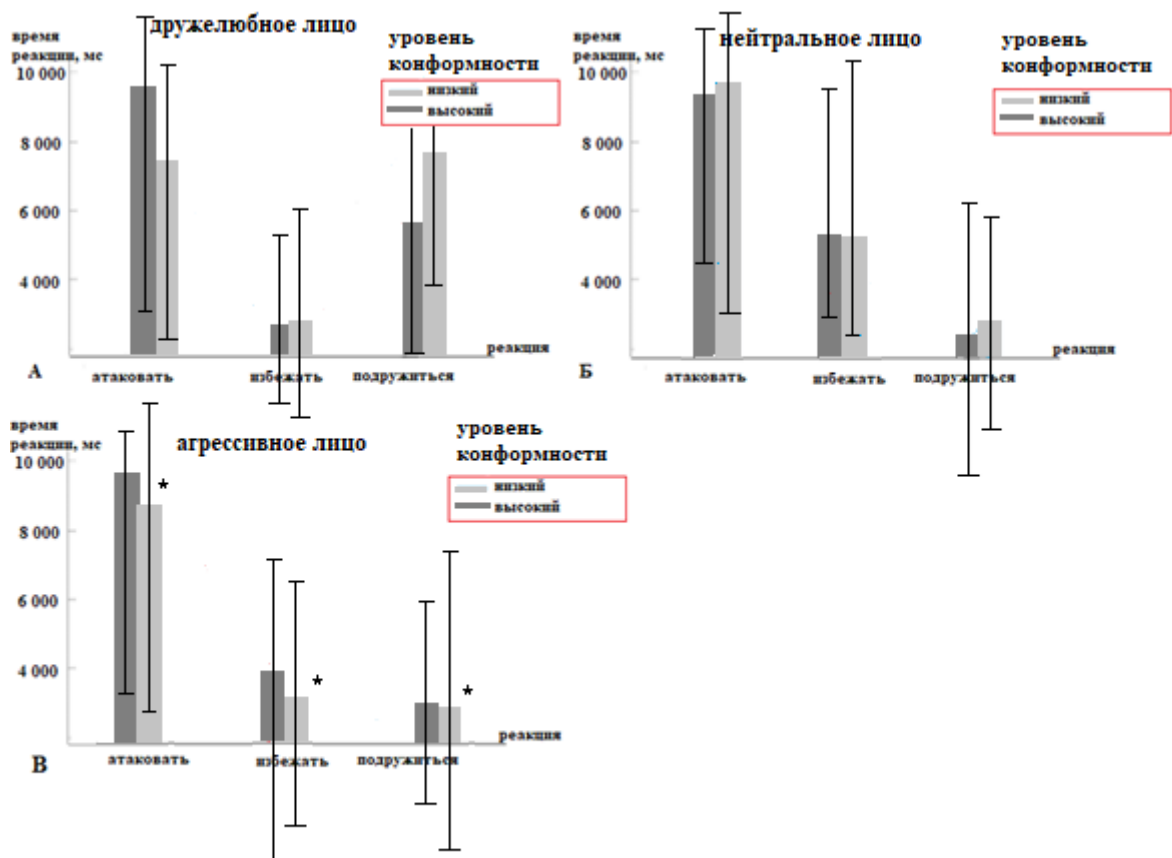 дружелюбное лицо
время
реакции, мс
уровень
конформности
низкий
высокий
10 000
8 000
6 000
4 000
реакция
атаковать
избежать
подружиться
А
нейтральное лицо
время
реакции, мс
уровень
конформности
низкий
высокий
10 000
8 000
6 000
4 000
реакция
атаковать
избежать
подружиться
Б
агрессивное лицо
время
реакции, мс
уровень
конформности
низкий
высокий
10 000
8 000
6 000
4 000
*
*
*
реакция
атаковать
избежать
подружиться
В